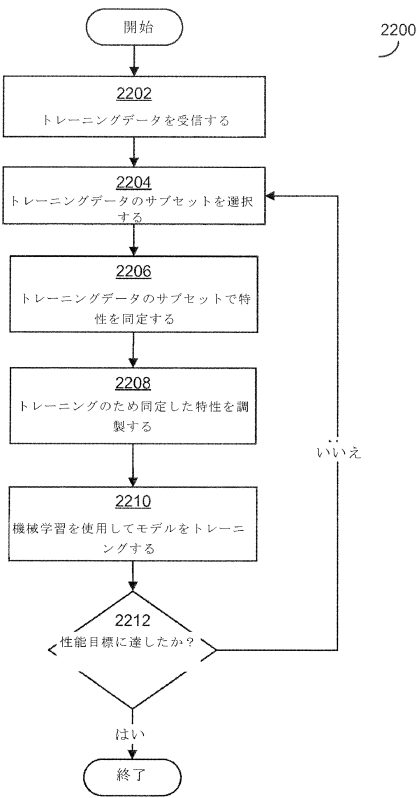 開始
2200
2202
トレーニングデータを受信する
2204
トレーニングデータのサブセットを選択
する
2206
トレーニングデータのサブセットで特
性を同定する
2208
トレーニングのため同定した特性を調
製する
2210
機械学習を使用してモデルをトレーニ
ングする
2212
性能目標に達したか?
いいえ
はい
終了